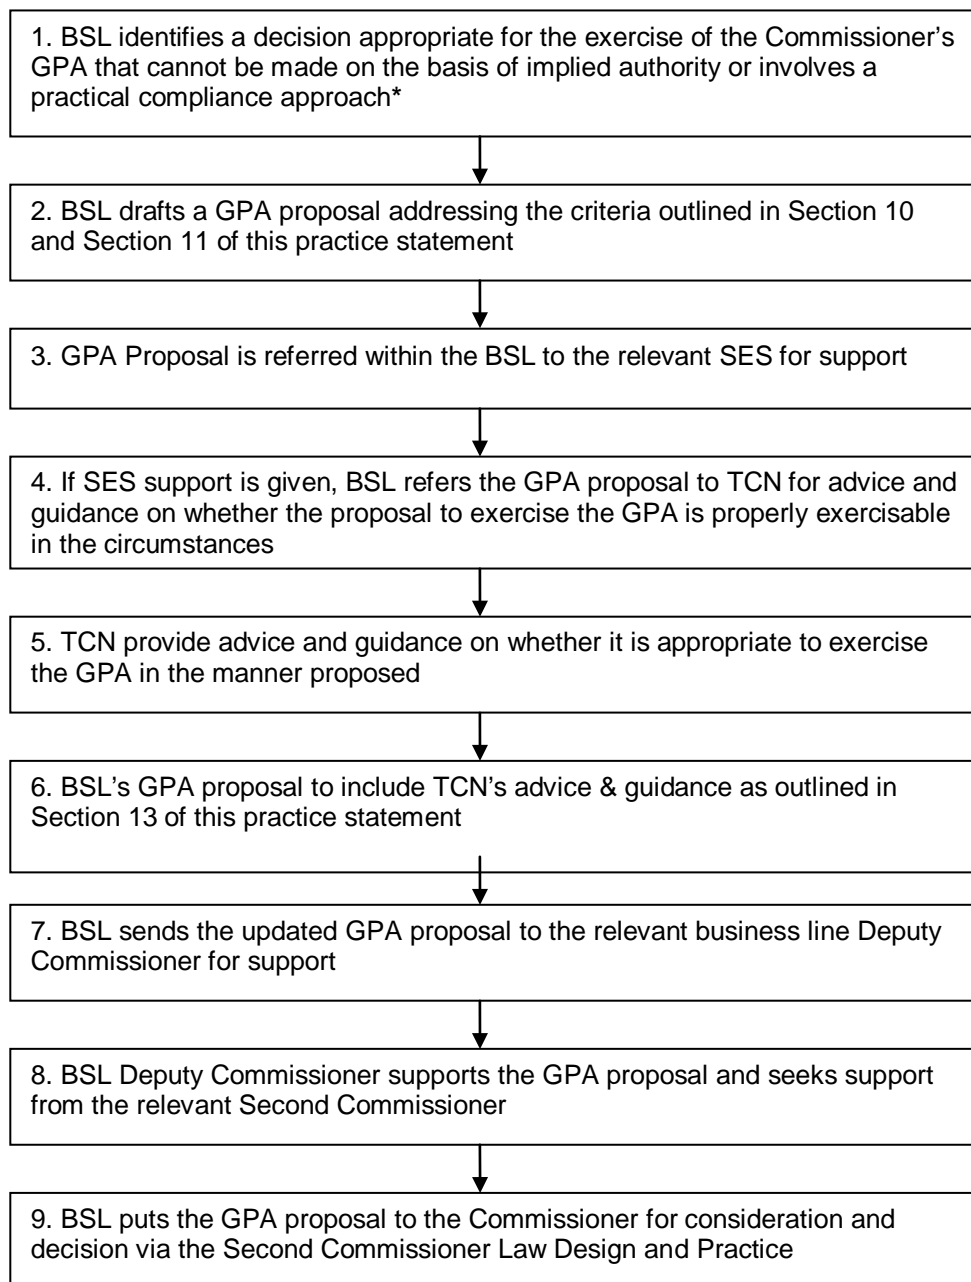 1. BSL identifies a decision appropriate for the exercise of the Commissioner’s
GPA that cannot be made on the basis of implied authority or involves a
practical compliance approach*
2. BSL drafts a GPA proposal addressing the criteria outlined in Section 10
and Section 11 of this practice statement
3. GPA Proposal is referred within the BSL to the relevant SES for support
4. If SES support is given, BSL refers the GPA proposal to TCN for advice and
guidance on whether the proposal to exercise the GPA is properly exercisable
in the circumstances
5. TCN provide advice and guidance on whether it is appropriate to exercise
the GPA in the manner proposed
6. BSL’s GPA proposal to include TCN’s advice & guidance as outlined in
Section 13 of this practice statement
7. BSL sends the updated GPA proposal to the relevant business line Deputy
Commissioner for support
8. BSL Deputy Commissioner supports the GPA proposal and seeks support
from the relevant Second Commissioner
9. BSL puts the GPA proposal to the Commissioner for consideration and
decision via the Second Commissioner Law Design and Practice